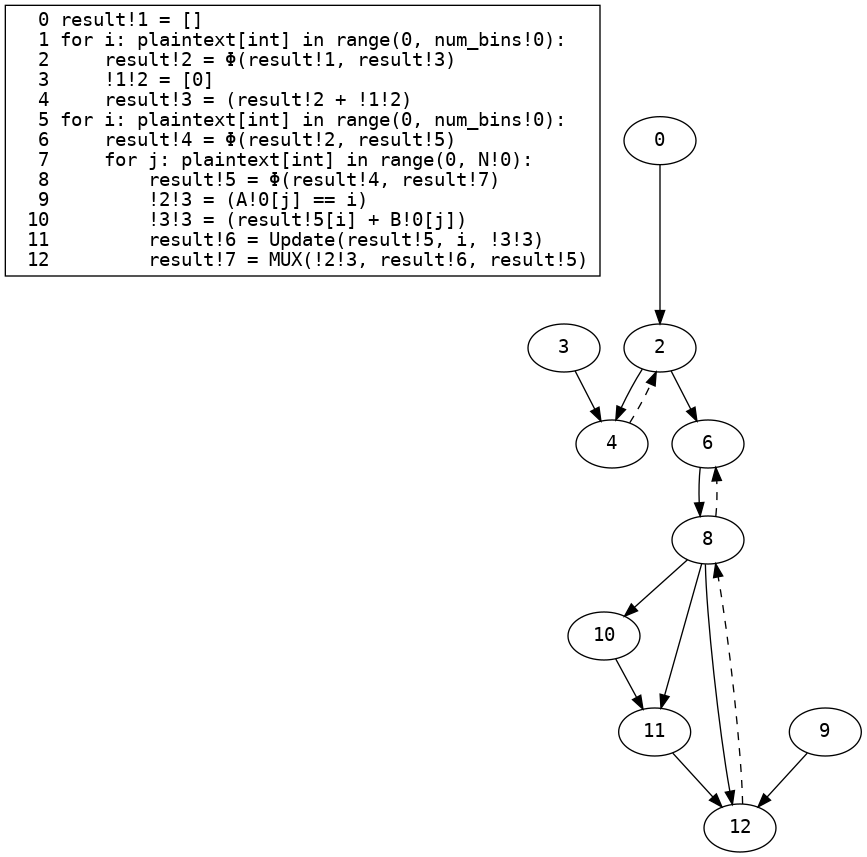 0 result!1 = []
1 for i: plaintext[int] in range(0, num_bins!0):
2     result!2 = Φ(result!1, result!3)
3     !1!2 = [0]
4     result!3 = (result!2 + !1!2)
5 for i: plaintext[int] in range(0, num_bins!0):
6     result!4 = Φ(result!2, result!5)
7     for j: plaintext[int] in range(0, N!0):
8         result!5 = Φ(result!4, result!7)
9         !2!3 = (A!0[j] == i)
10         !3!3 = (result!5[i] + B!0[j])
11         result!6 = Update(result!5, i, !3!3)
12         result!7 = MUX(!2!3, result!6, result!5)
0
3
2
4
6
8
10
11
9
12